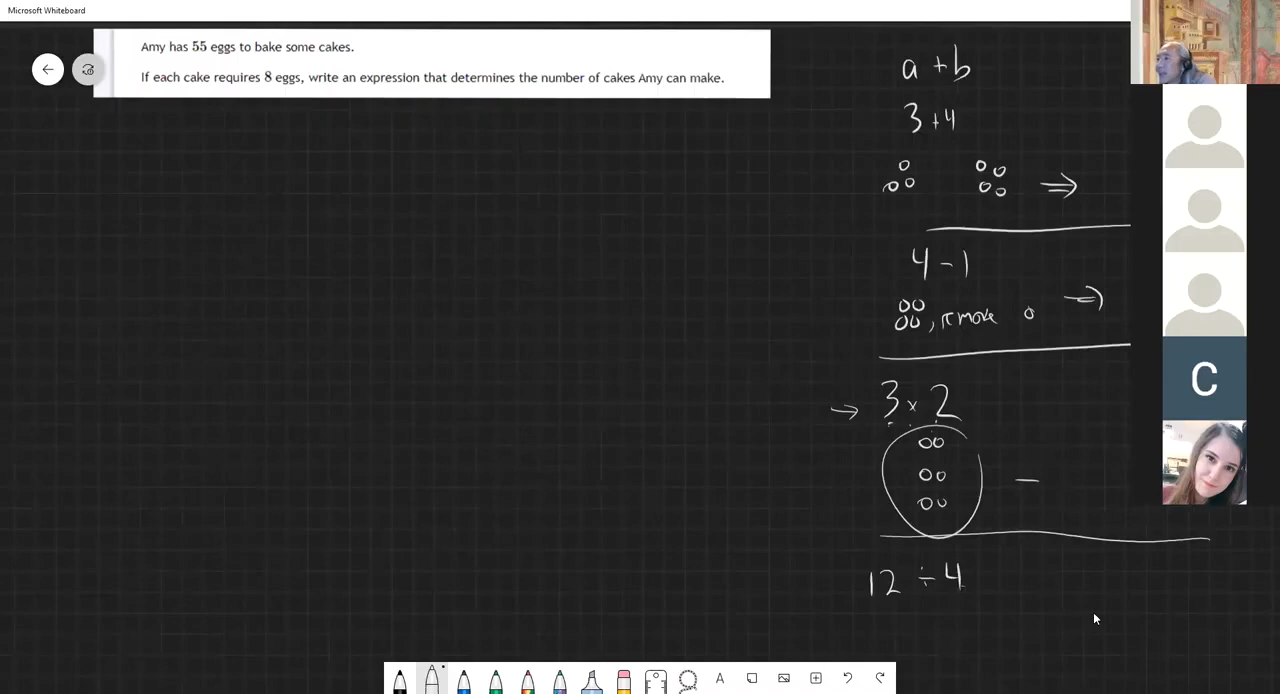 Microsoft Whiteboard
Amy has 55 eggs to bake some cakes.
If each cake requires 8 eggs, write an expression that determines the number of cakes Amy can make.
a + b
3 + 4
4 - 1
, remove
3 × 2
12 ÷ 4
C
A